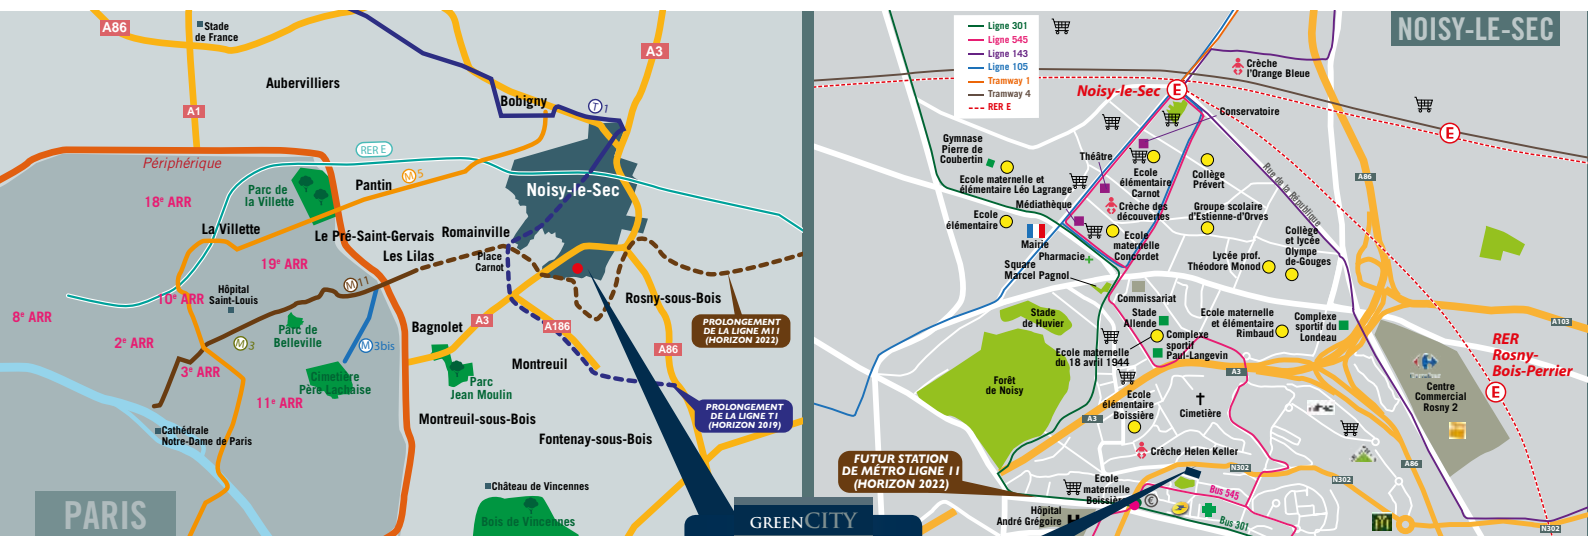 A86
Stade
de France
Aubervilliers
A3
Bobigny
T 1
A1
Périphérique
RER E
M 5
Pantin
Noisy-le-Sec
Parc de
la Villette
18e ARR
La Villette
Le Pré-Saint-Gervais
Romainville
Les Lilas
Place
Carnot
19e ARR
M 11
Hôpital
Saint-Louis
10e ARR
8e ARR
Rosny-sous-Bois
PROLONGEMENT
DE LA LIGNE M11
(HORIZON 2022)
Parc de
Belleville
M 3
M 3bis
2e ARR
Bagnolet
A3
A186
A86
3e ARR
Montreuil
Cimetière
Père Lachaise
Parc
Jean Moulin
11e ARR
PROLONGEMENT
DE LA LIGNE T1
(HORIZON 2019)
Montreuil-sous-Bois
Cathédrale
Notre-Dame de Paris
Fontenay-sous-Bois
Château de Vincennes
Bois de Vincennes
PARIS
GREENCITY
NOISY-LE-SEC
Ligne 301
Ligne 545
Ligne 143
Ligne 105
Tramway 1
Tramway 4
RER E
Crèche
l'Orange Bleue
Noisy-le-Sec
E
E
Conservatoire
Gymnase
Pierre de
Coubertin
Théâtre
Ecole maternelle et
élémentaire Léo Lagrange
Ecole
élémentaire
Carnot
Collège
Prévert
Rue de la République
A86
Médiathèque
Crèche des
découvertes
Groupe scolaire
d'Estienne-d'Orves
Ecole
élémentaire
Mairie
Ecole
maternelle
Concordet
Collège
et lycée
Olympe
de-Gouges
Pharmacie
Square
Marcel Pagnol
Lycée prof.
Théodore Monod
Commissariat
Stade
de Huvier
Stade
Allende
Ecole maternelle
et élémentaire
Rimbaud
Complexe
sportif du
Londeau
A103
Complexe
sportif
Paul-Langevin
Ecole maternelle
du 18 avril 1944
RER
Rosny-
Bois-Perrier
E
A3
Forêt
de Noisy
Centre
Commercial
Rosny 2
Ecole
élémentaire
Boissière
Cimetière
A3
Crèche Helen Keller
FUTUR STATION
DE MÉTRO LIGNE 11
(HORIZON 2022)
N302
A86
N302
Ecole
maternelle
Boissière
Bus 545
Hôpital
André Grégoire
H
€
Bus 301
M
N302